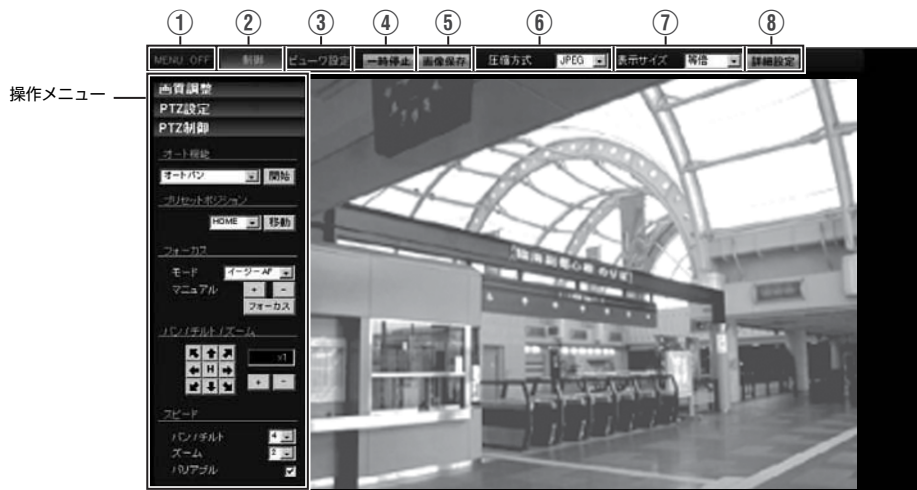 ① ② ③ ④ ⑤ ⑥ ⑦ ⑧
MENU OFF 制御 ビューワ設定 一時停止 画像保存 圧縮方式 JPEG 表示サイズ 等倍 詳細設定
操作メニュー
画質調整
PTZ設定
PTZ制御
オート機能
オートパン 開始
プリセットポジション
HOME 移動
フォーカス
モード イージーAF
マニュアル + -
フォーカス
パン/チルト/ズーム
H x1
+ -
スピード
パン/チルト 4
ズーム 2
バリアブル